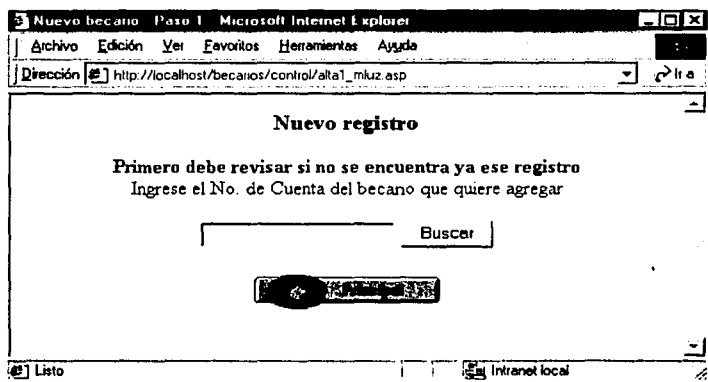 Nuevo becario Paso 1 Microsoft Internet Explorer
Archivo Edición Ver Favoritos Herramientas Ayuda
Dirección http://localhost/becarios/control/alta1_mluz.asp Ir a
Nuevo registro
Primero debe revisar si no se encuentra ya ese registro
Ingrese el No. de Cuenta del becario que quiere agregar
Buscar
Listo Intranet local